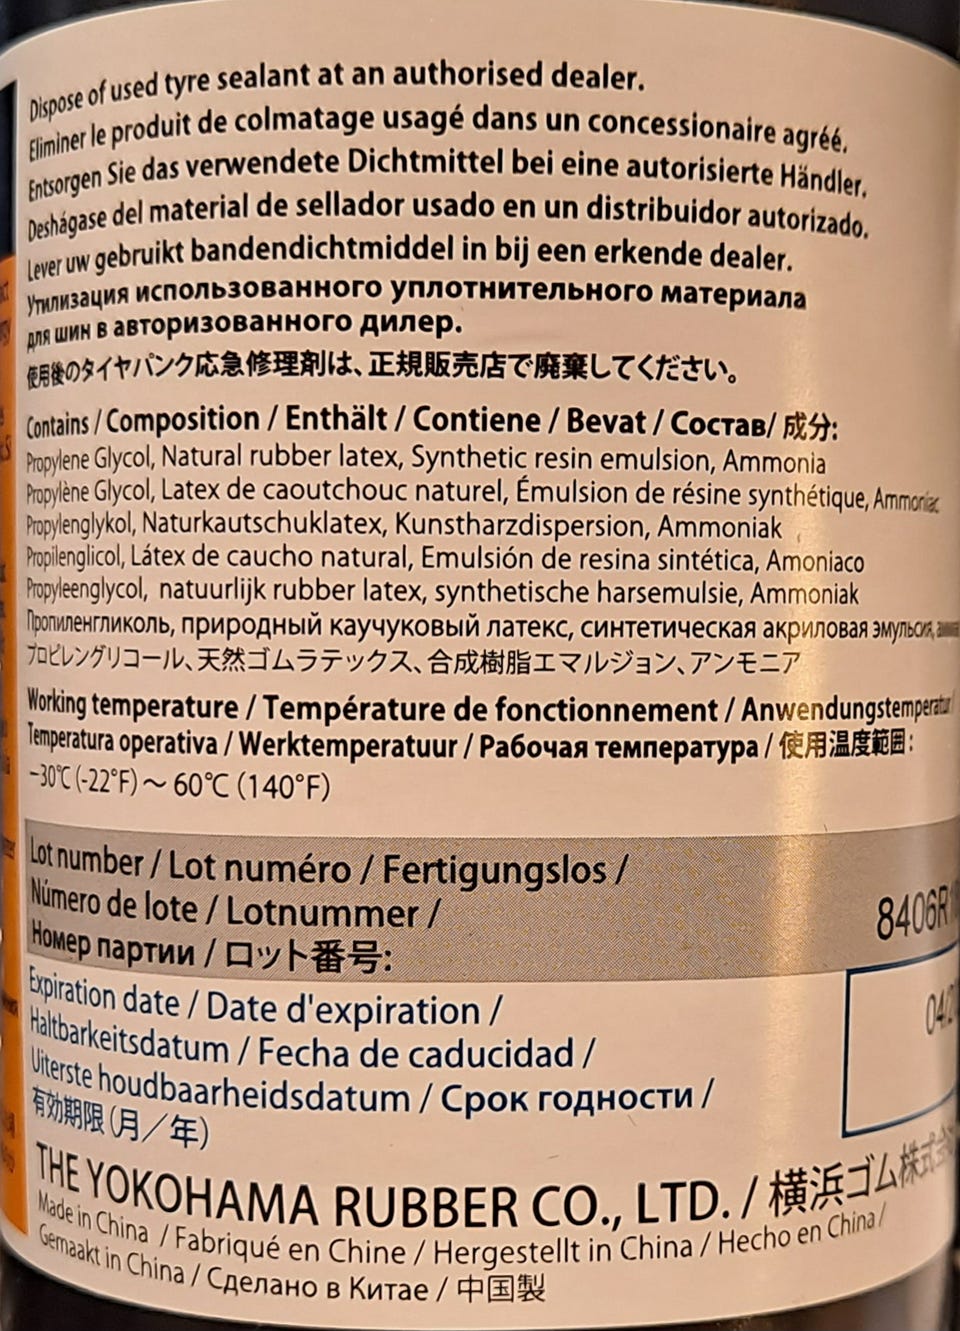 Dispose of used tyre sealant at an authorised dealer.
Eliminer le produit de colmatage usagé dans un concessionaire agréé.
Entsorgen Sie das verwendete Dichtmittel bei eine autorisierte Händler.
Deshágase del material de sellador usado en un distribuidor autorizado.
Lever uw gebruikt bandendichtmiddel in bij een erkende dealer.
Утилизация использованного уплотнительного материала
для шин в авторизованного дилер.
使用後のタイヤパンク応急修理剤は、正規販売店で廃棄してください。
Contains / Composition / Enthält / Contiene / Bevat / Состав/ 成分:
Propylene Glycol, Natural rubber latex, Synthetic resin emulsion, Ammonia
Propylène Glycol, Latex de caoutchouc naturel, Émulsion de résine synthétique, Ammoniac
Propylenglykol, Naturkautschuklatex, Kunstharzdispersion, Ammoniak
Propilenglicol, Látex de caucho natural, Emulsión de resina sintética, Amoniaco
Propyleenglycol, natuurlijk rubber latex, synthetische harsemulsie, Ammoniak
Пропиленгликоль, природный каучуковый латекс, синтетическая акриловая эмульсия,
プロピレングリコール、天然ゴムラテックス、合成樹脂エマルジョン、アンモニア
Working temperature / Température de fonctionnement / Anwendungstemperatur /
Temperatura operativa / Werktemperatuur / Рабочая температура / 使用温度範囲:
−30℃ (-22°F) ～ 60℃ (140°F)
Lot number / Lot numéro / Fertigungslos /
Número de lote / Lotnummer / 8406R
Номер партии / ロット番号:
Expiration date / Date d'expiration / 04/2
Haltbarkeitsdatum / Fecha de caducidad /
Uiterste houdbaarheidsdatum / Срок годности /
有効期限 (月／年)
THE YOKOHAMA RUBBER CO., LTD. / 横浜ゴム株式会
Made in China / Fabriqué en Chine / Hergestellt in China / Hecho en China /
Gemaakt in China / Сделано в Китае / 中国製